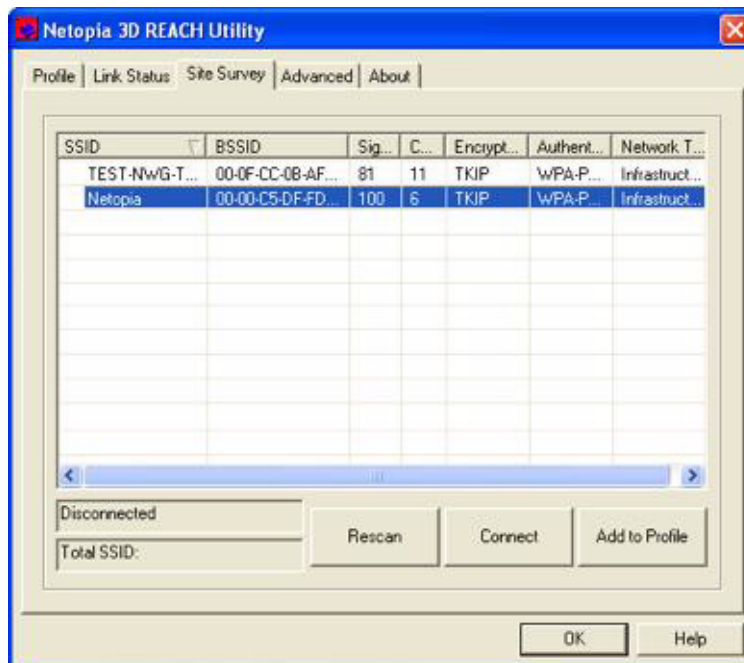 Netopia 3D REACH Utility
Profile Link Status Site Survey Advanced About
SSID BSSID Sig... C... Encrypt... Authent... Network T...
TEST-NWG-T... 00-0F-CC-0B-AF... 81 11 TKIP WPA-P... Infrastruct...
Netopia 00-00-C5-DF-FD... 100 6 TKIP WPA-P... Infrastruct...
Disconnected
Total SSID:
Rescan Connect Add to Profile
OK Help